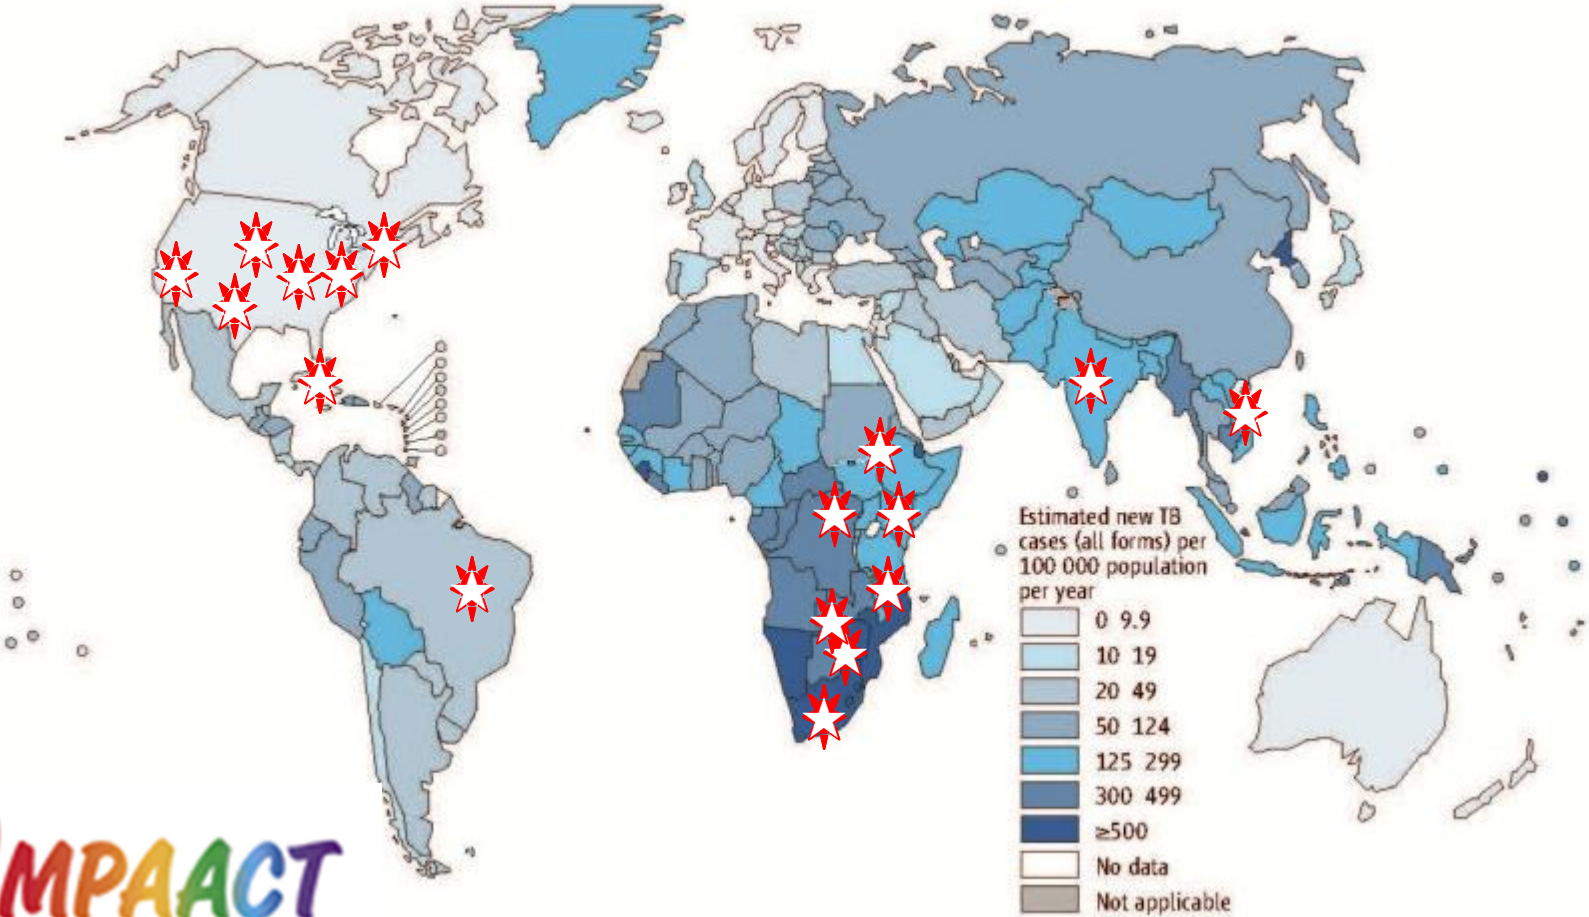 Estimated new TB
cases (all forms) per
100 000 population
per year
0 9.9
10 19
20 49
50 124
125 299
300 499
≥500
No data
Not applicable
MPAACT